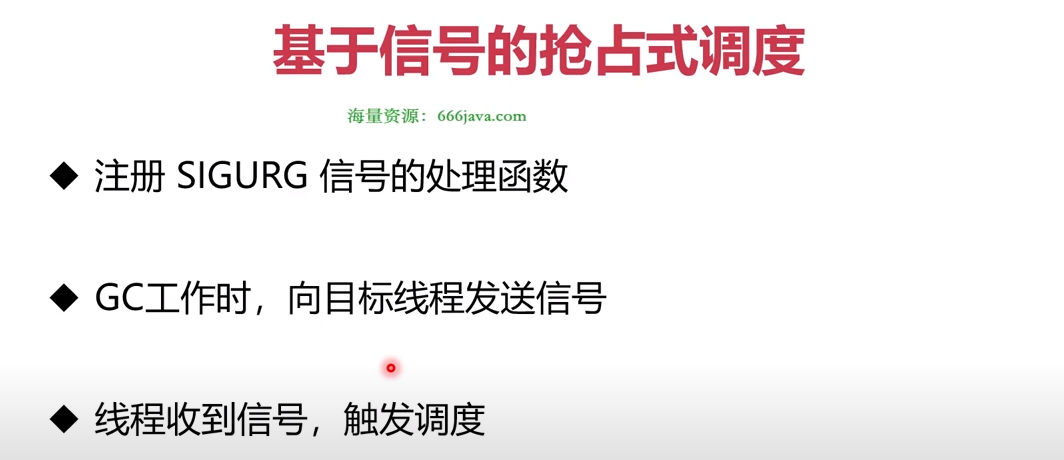 基于信号的抢占式调度
海量资源：666java.com
◆ 注册 SIGURG 信号的处理函数
◆ GC工作时，向目标线程发送信号
◆ 线程收到信号，触发调度